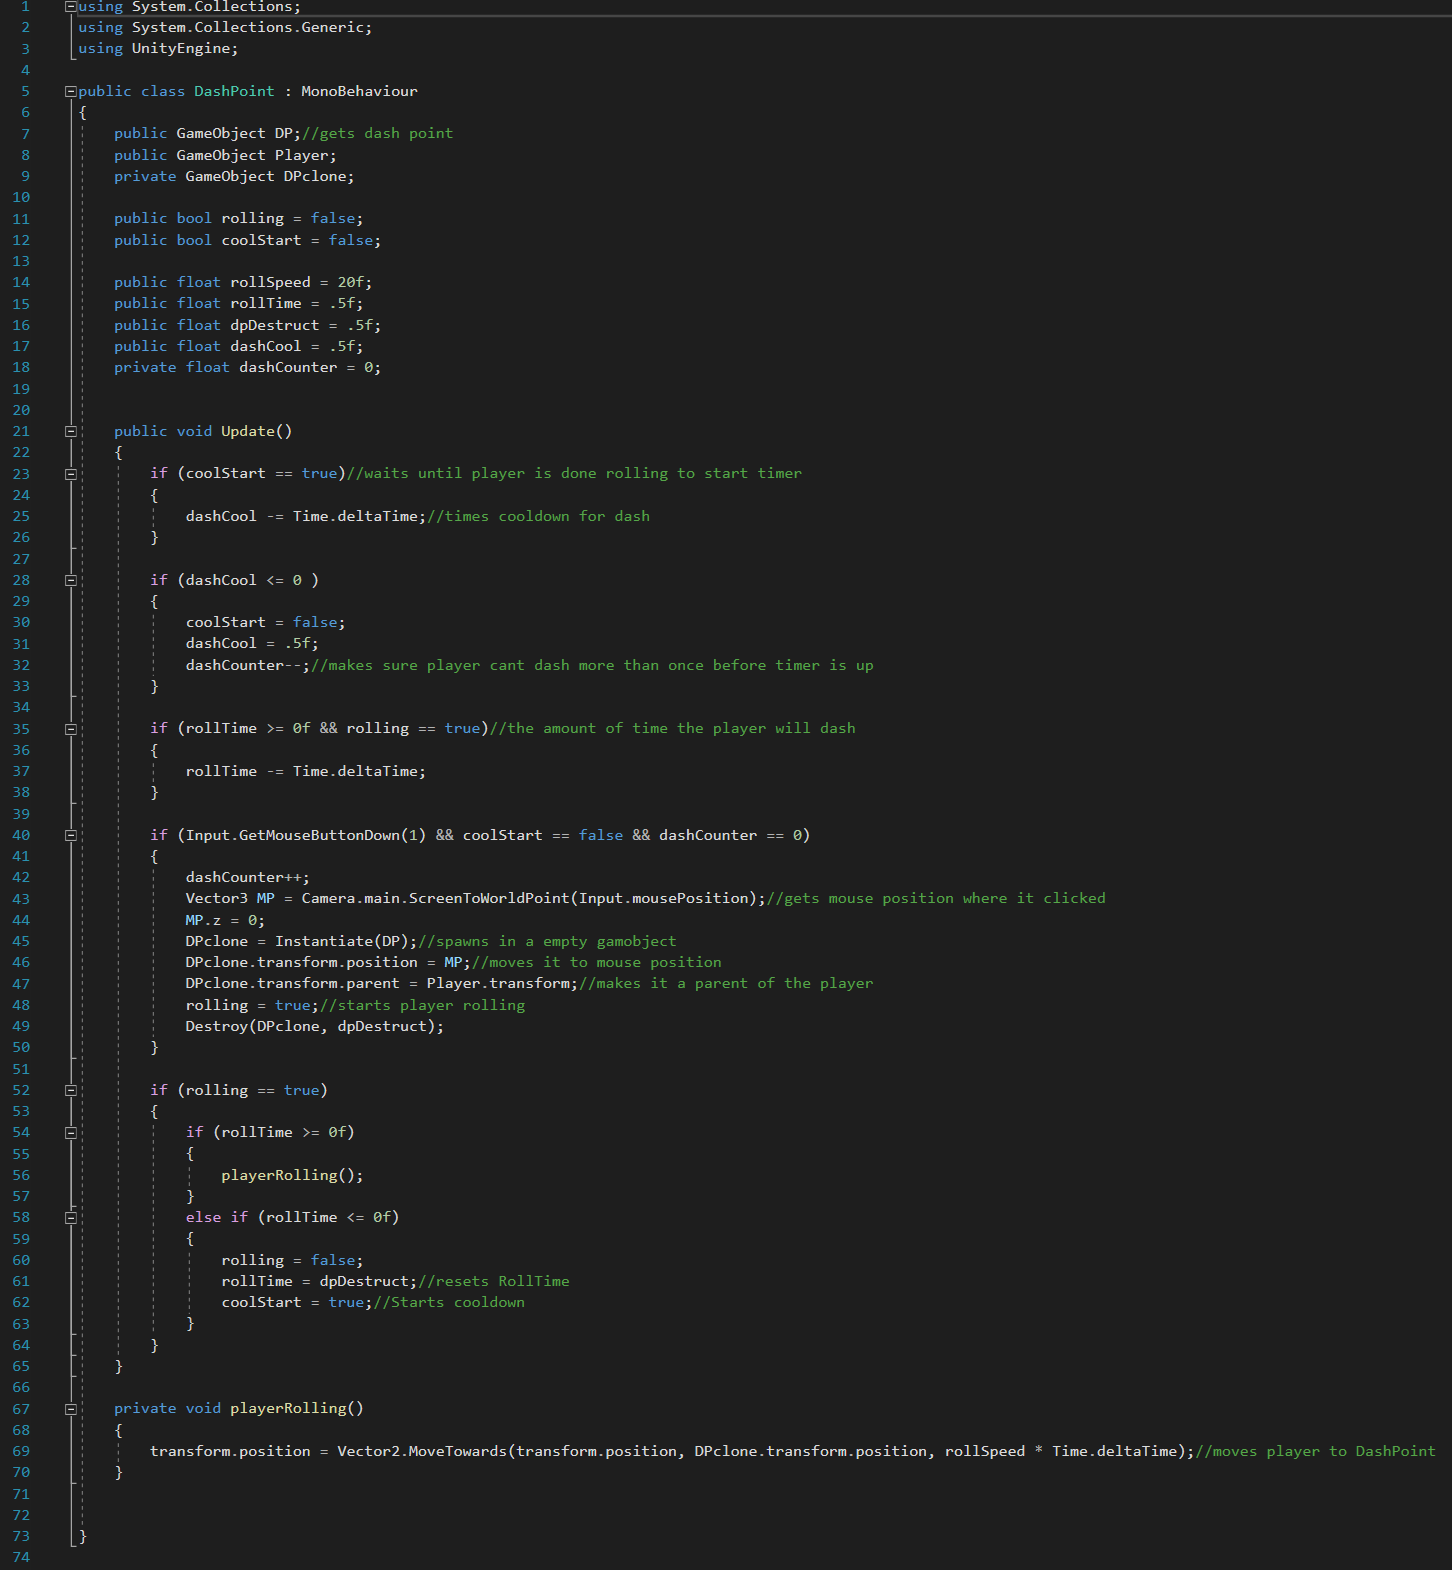 1 using System.Collections;
2 using System.Collections.Generic;
3 using UnityEngine;
4
5 public class DashPoint : MonoBehaviour
6 {
7     public GameObject DP;//gets dash point
8     public GameObject Player;
9     private GameObject DPclone;
10
11     public bool rolling = false;
12     public bool coolStart = false;
13
14     public float rollSpeed = 20f;
15     public float rollTime = .5f;
16     public float dpDestruct = .5f;
17     public float dashCool = .5f;
18     private float dashCounter = 0;
19
20
21     public void Update()
22     {
23         if (coolStart == true)//waits until player is done rolling to start timer
24         {
25             dashCool -= Time.deltaTime;//times cooldown for dash
26         }
27
28         if (dashCool <= 0 )
29         {
30             coolStart = false;
31             dashCool = .5f;
32             dashCounter--;//makes sure player cant dash more than once before timer is up
33         }
34
35         if (rollTime >= 0f && rolling == true)//the amount of time the player will dash
36         {
37             rollTime -= Time.deltaTime;
38         }
39
40         if (Input.GetMouseButtonDown(1) && coolStart == false && dashCounter == 0)
41         {
42             dashCounter++;
43             Vector3 MP = Camera.main.ScreenToWorldPoint(Input.mousePosition);//gets mouse position where it clicked
44             MP.z = 0;
45             DPclone = Instantiate(DP);//spawns in a empty gamobject
46             DPclone.transform.position = MP;//moves it to mouse position
47             DPclone.transform.parent = Player.transform;//makes it a parent of the player
48             rolling = true;//starts player rolling
49             Destroy(DPclone, dpDestruct);
50         }
51
52         if (rolling == true)
53         {
54             if (rollTime >= 0f)
55             {
56                 playerRolling();
57             }
58             else if (rollTime <= 0f)
59             {
60                 rolling = false;
61                 rollTime = dpDestruct;//resets RollTime
62                 coolStart = true;//Starts cooldown
63             }
64         }
65     }
66
67     private void playerRolling()
68     {
69         transform.position = Vector2.MoveTowards(transform.position, DPclone.transform.position, rollSpeed * Time.deltaTime);//moves player to DashPoint
70     }
71
72
73 }
74